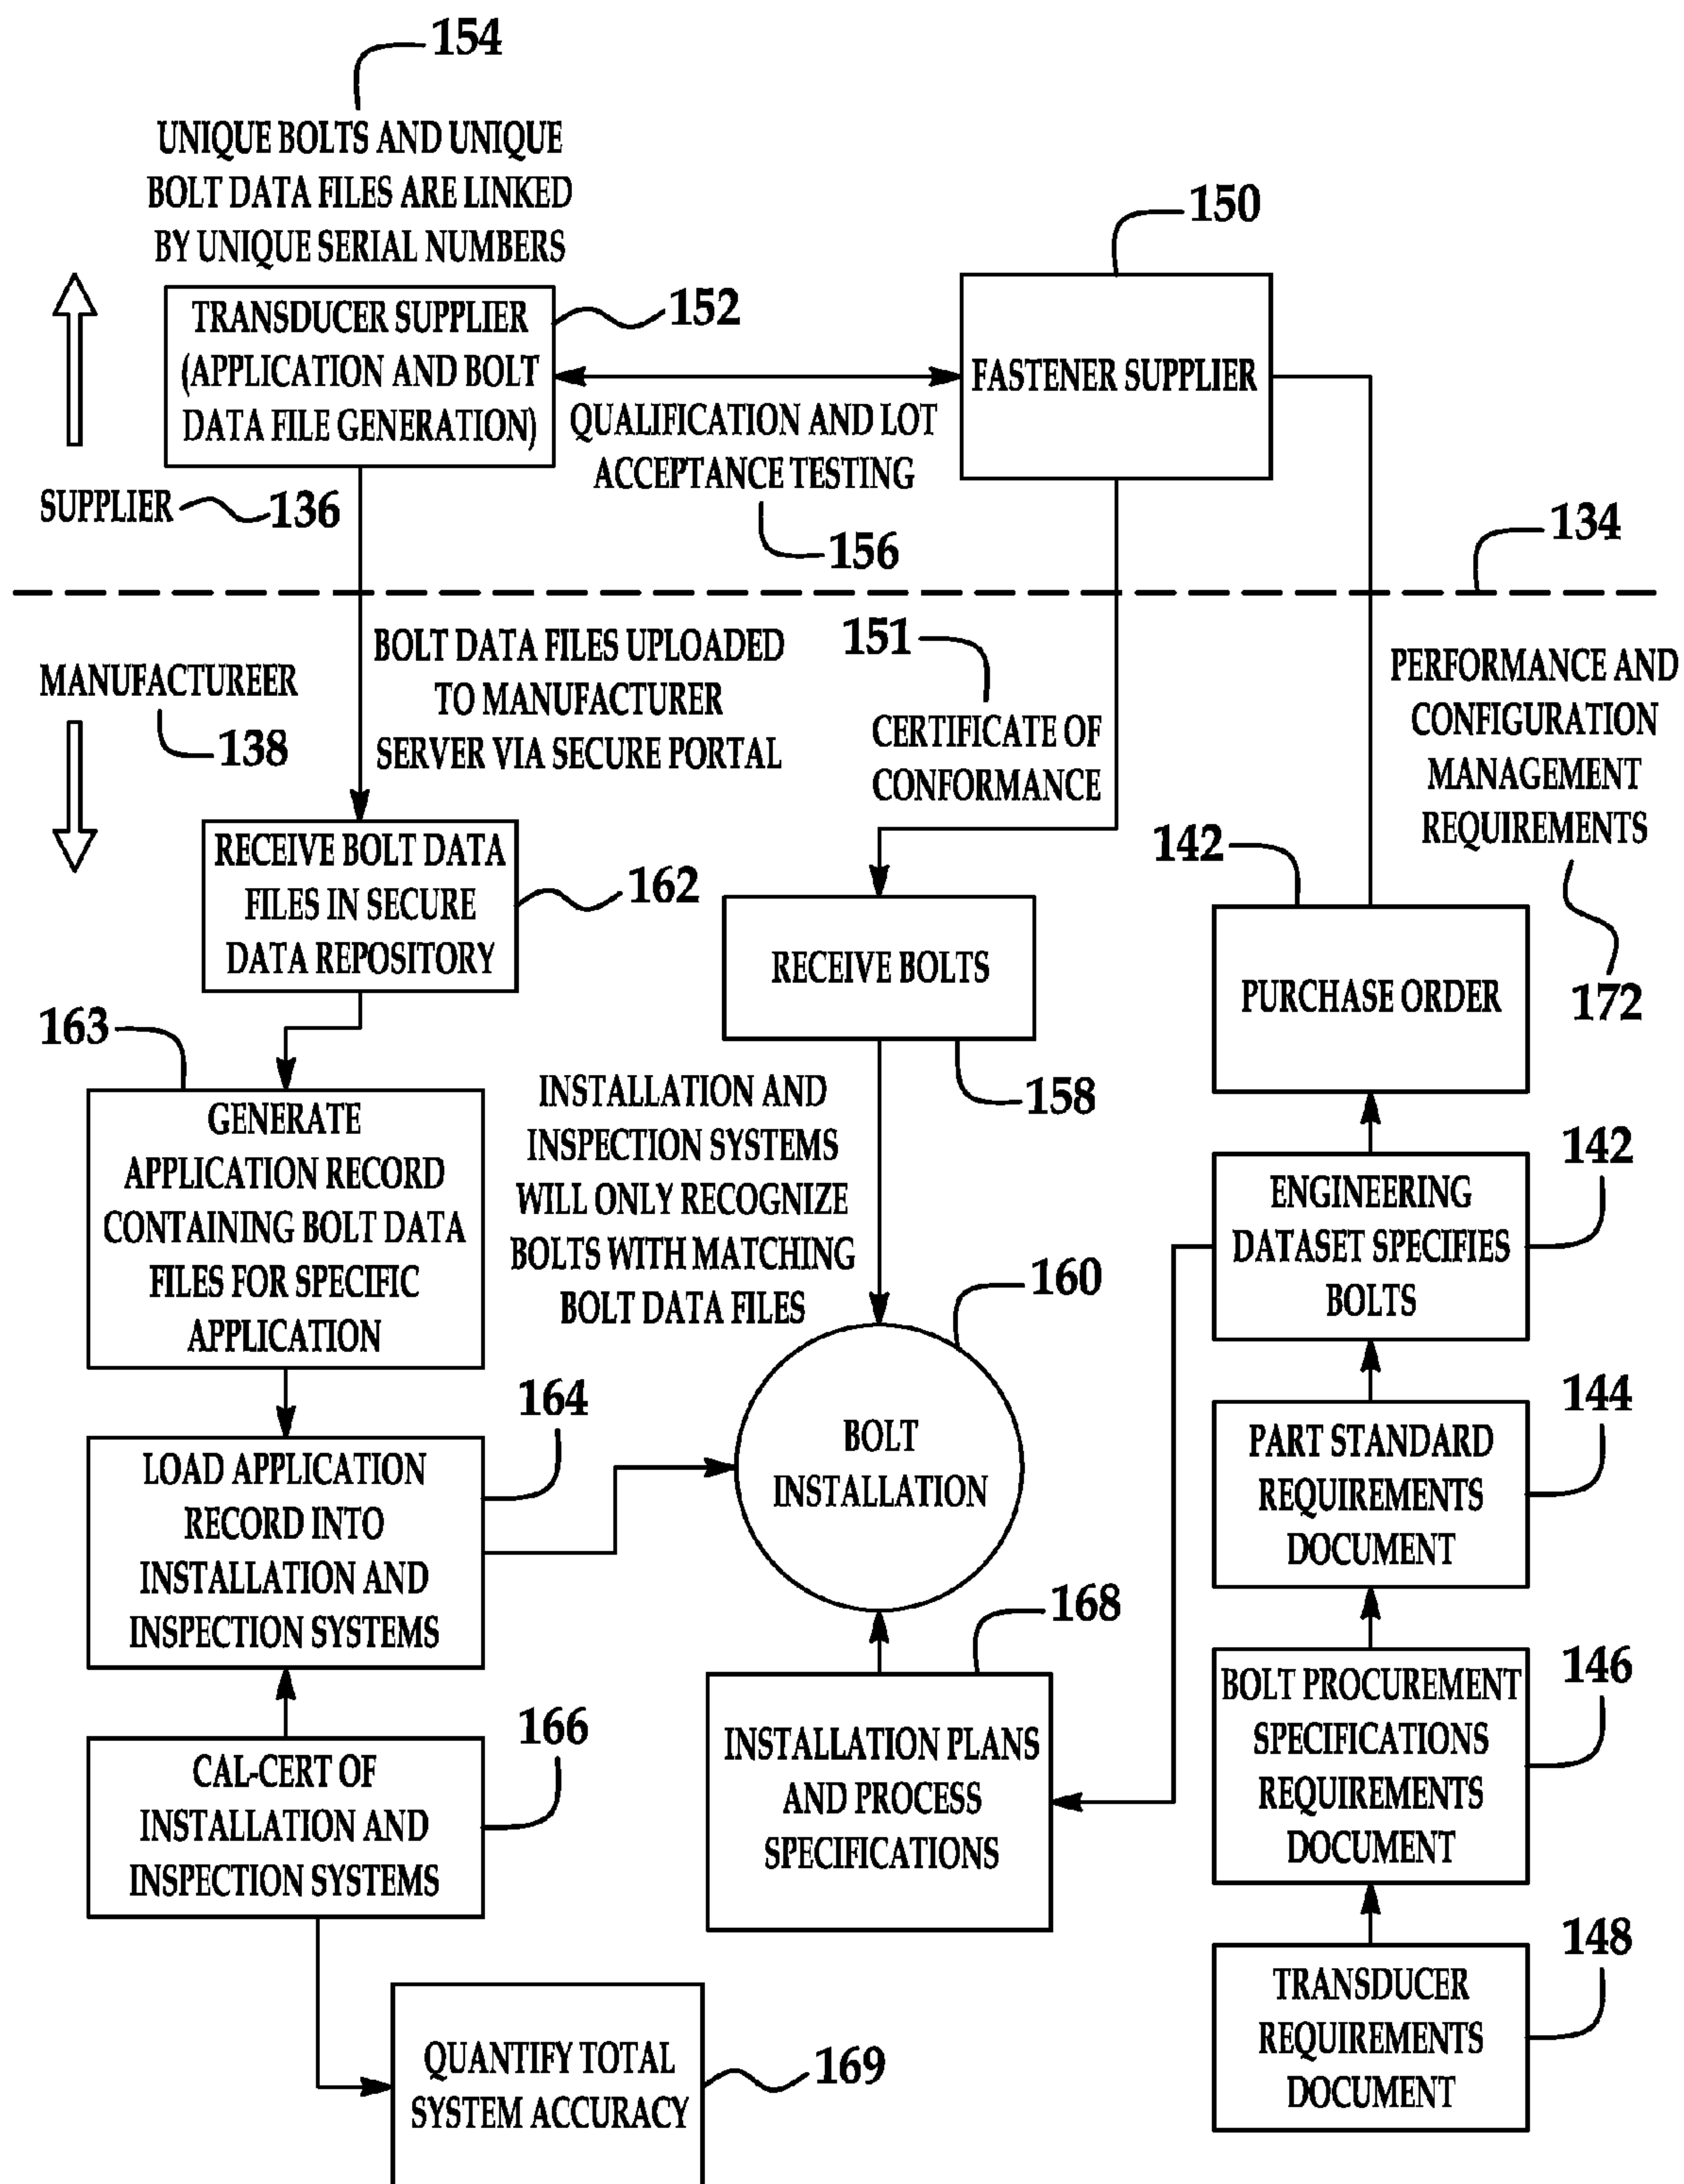 154
UNIQUE BOLTS AND UNIQUE
BOLT DATA FILES ARE LINKED
BY UNIQUE SERIAL NUMBERS
150
TRANSDUCER SUPPLIER
(APPLICATION AND BOLT
DATA FILE GENERATION)
152
FASTENER SUPPLIER
QUALIFICATION AND LOT
ACCEPTANCE TESTING
156
SUPPLIER
136
134
MANUFACTUREER
138
BOLT DATA FILES UPLOADED
TO MANUFACTURER
SERVER VIA SECURE PORTAL
151
CERTIFICATE OF
CONFORMANCE
PERFORMANCE AND
CONFIGURATION
MANAGEMENT
REQUIREMENTS
172
142
RECEIVE BOLT DATA
FILES IN SECURE
DATA REPOSITORY
162
RECEIVE BOLTS
158
PURCHASE ORDER
163
GENERATE
APPLICATION RECORD
CONTAINING BOLT DATA
FILES FOR SPECIFIC
APPLICATION
INSTALLATION AND
INSPECTION SYSTEMS
WILL ONLY RECOGNIZE
BOLTS WITH MATCHING
BOLT DATA FILES
142
ENGINEERING
DATASET SPECIFIES
BOLTS
160
BOLT
INSTALLATION
164
LOAD APPLICATION
RECORD INTO
INSTALLATION AND
INSPECTION SYSTEMS
144
PART STANDARD
REQUIREMENTS
DOCUMENT
168
INSTALLATION PLANS
AND PROCESS
SPECIFICATIONS
146
BOLT PROCUREMENT
SPECIFICATIONS
REQUIREMENTS
DOCUMENT
166
CAL-CERT OF
INSTALLATION AND
INSPECTION SYSTEMS
148
TRANSDUCER
REQUIREMENTS
DOCUMENT
QUANTIFY TOTAL
SYSTEM ACCURACY
169